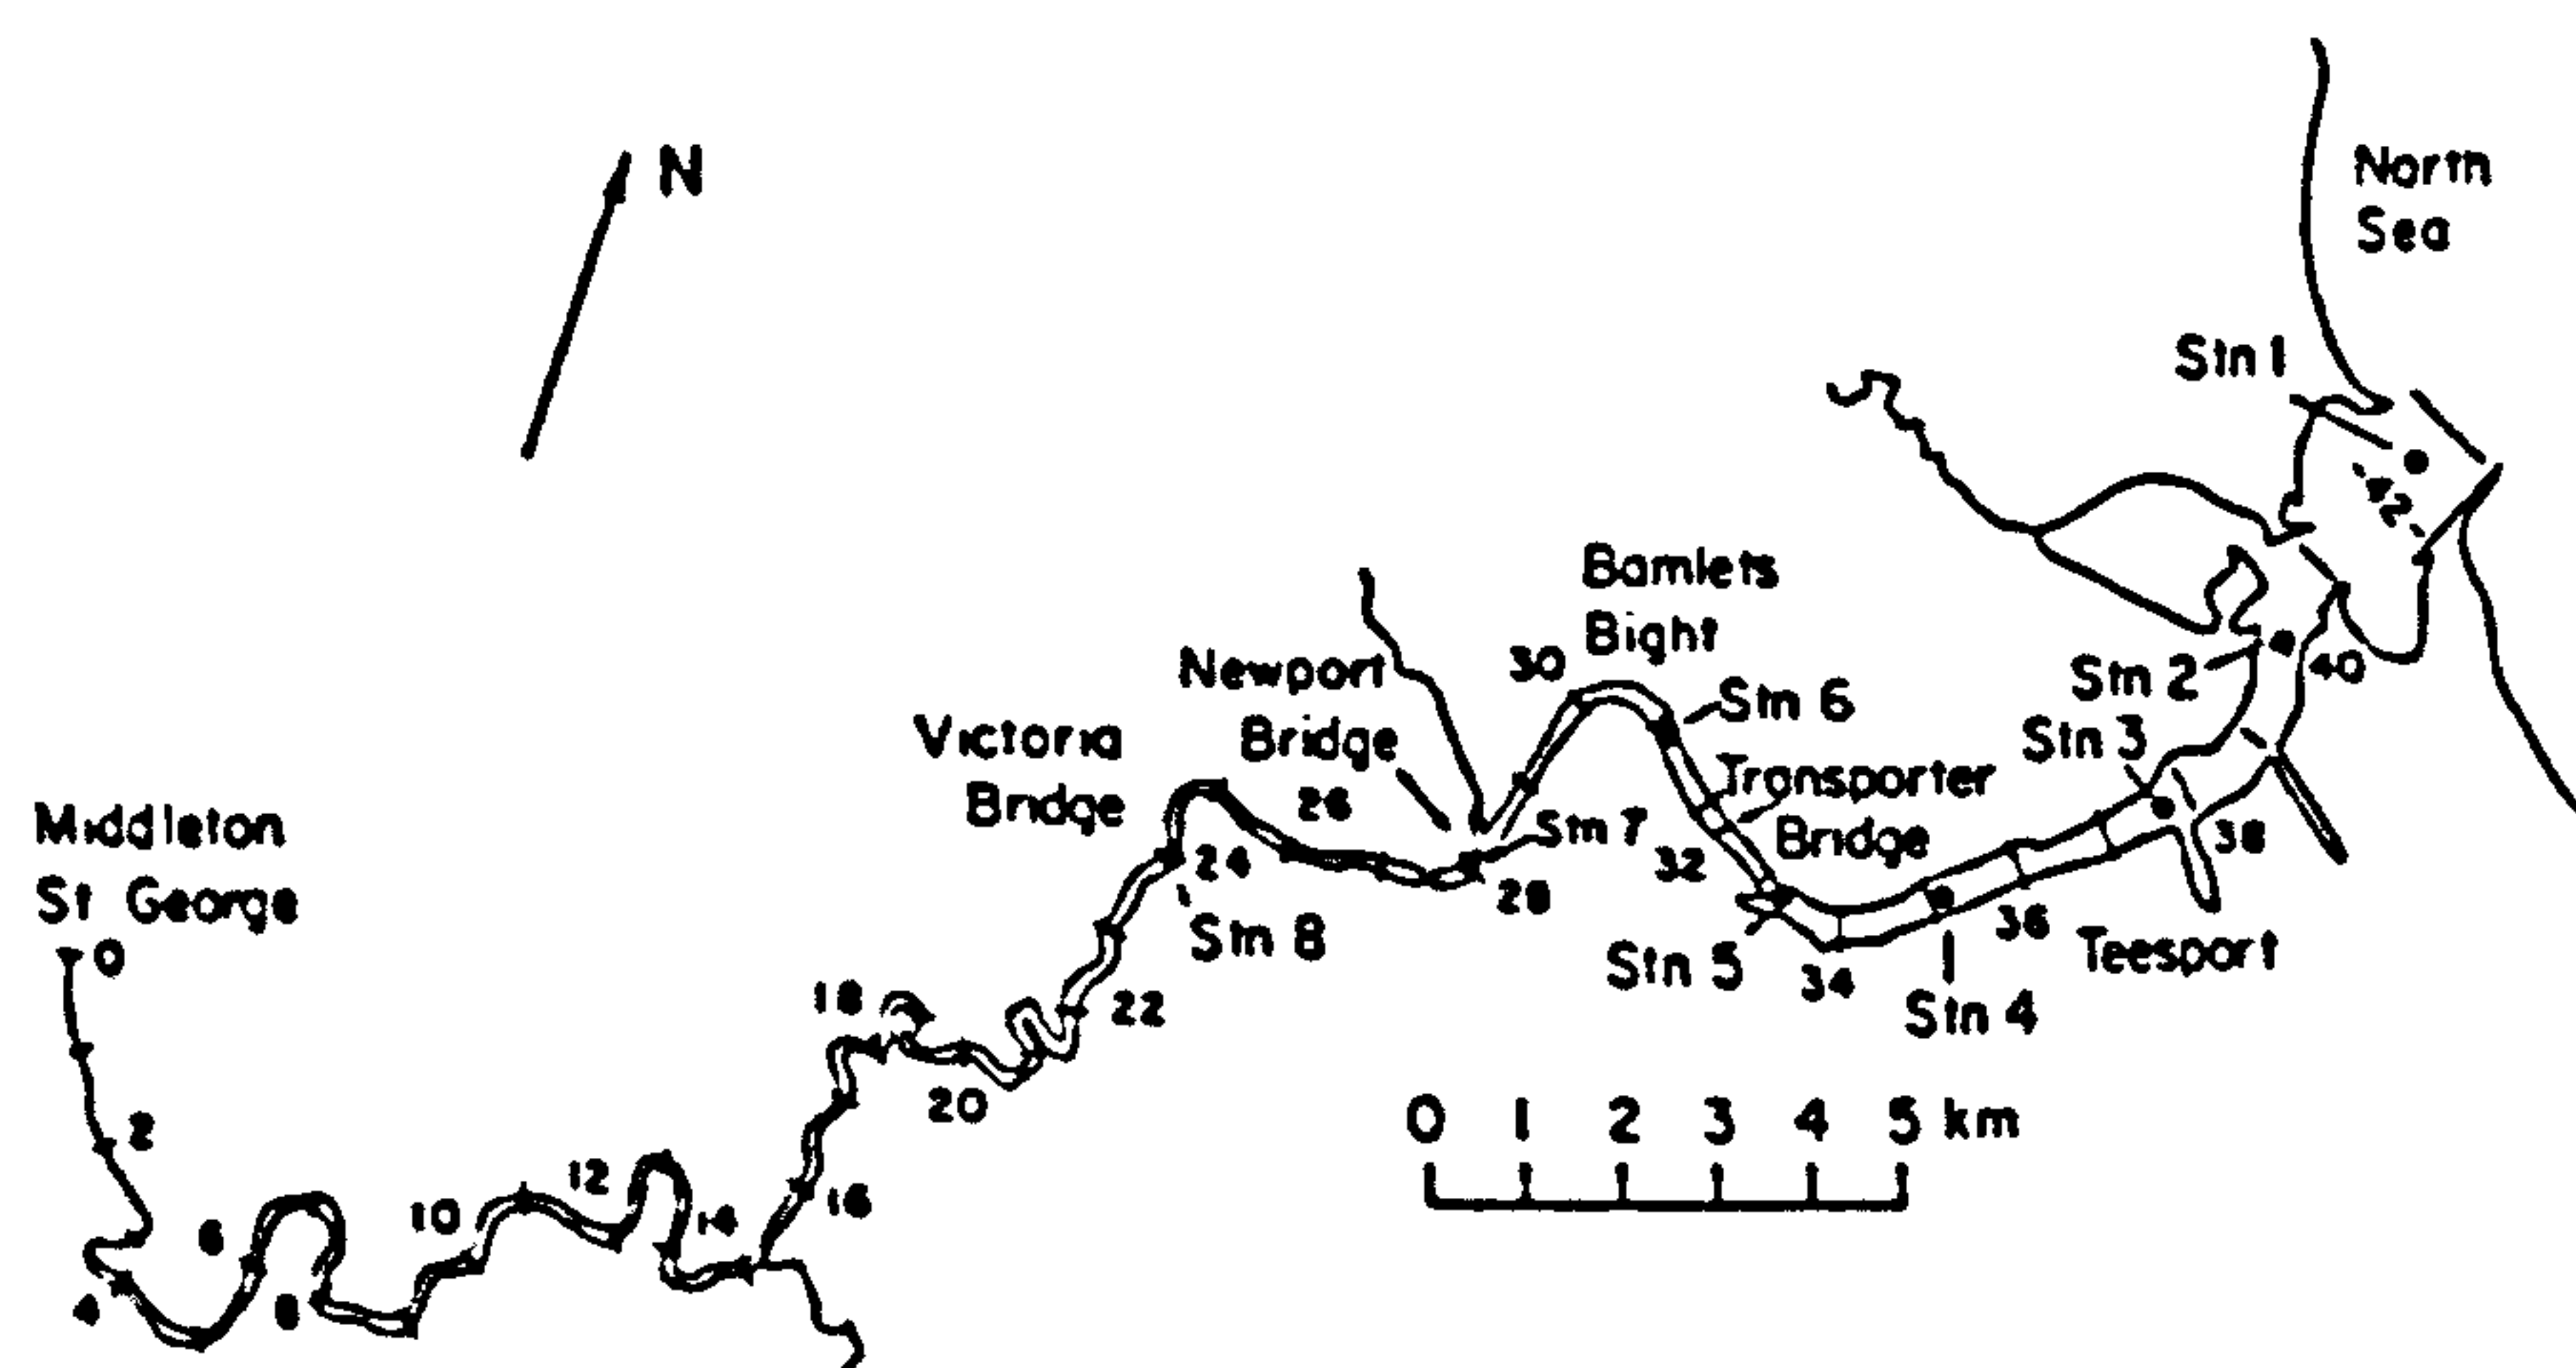 N
North
Sea
Stn 1
42
Bamlets
Bight
30
Newport
Bridge
Stn 6
Stn 2
40
Stn 3
Victoria
Bridge
26
Transporter
Bridge
Stn 7
32
38
Middleton
St George
0
24
28
Stn 8
36
Teesport
Stn 5
34
Stn 4
18
22
20
2
0 1 2 3 4 5 km
12
16
10
14
6
8
4